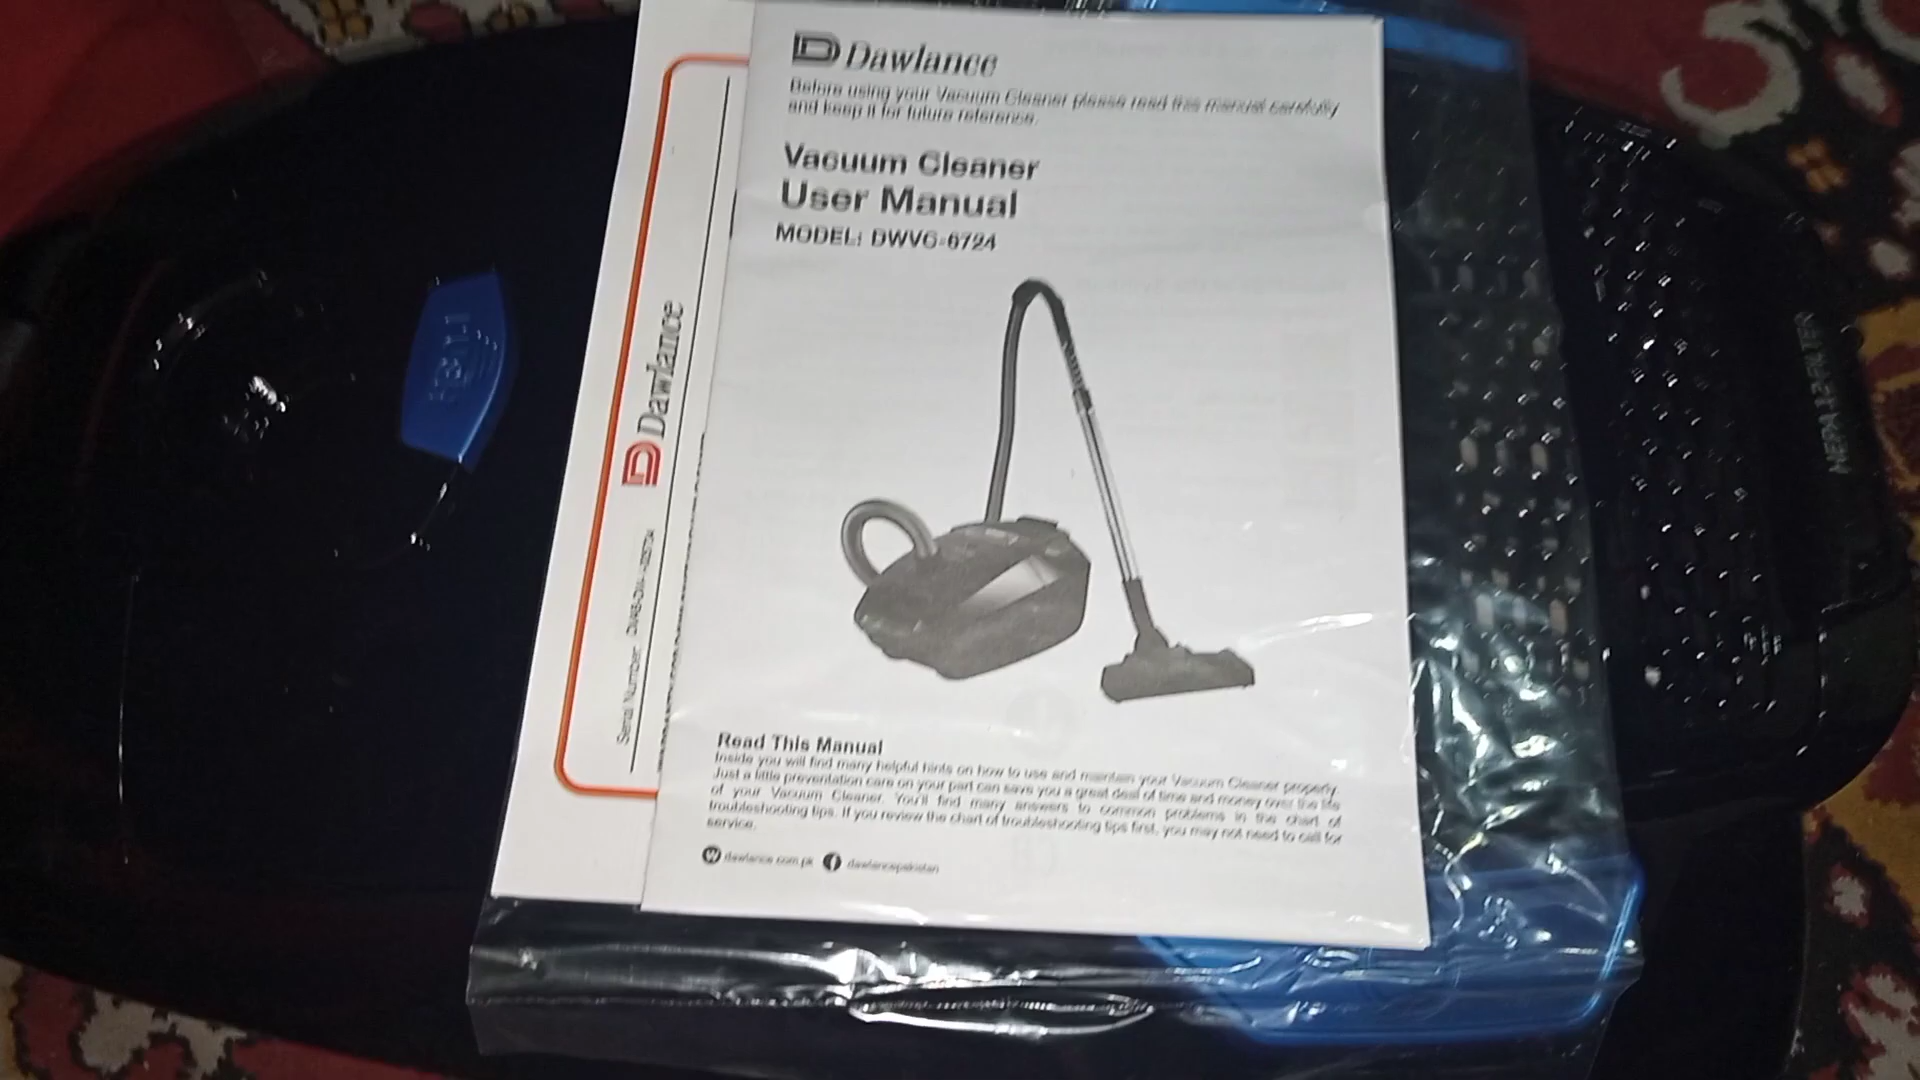 Dawlance
Before using your Vacuum Cleaner please read this manual carefully
and keep it for future reference.
Vacuum Cleaner
User Manual
MODEL: DWVC-6724
Read This Manual
Inside you will find many helpful hints on how to use and maintain your Vacuum Cleaner properly.
Just a little preventation care on your part can save you a great deal of time and money over the life
of your Vacuum Cleaner. You'll find many answers to common problems in the chart of
troubleshooting tips. If you review the chart of troubleshooting tips first, you may not need to call for
service.
dawlance.com.pk dawlancepakistan
Dawlance
Serial Number
HEPA 12 FILTER